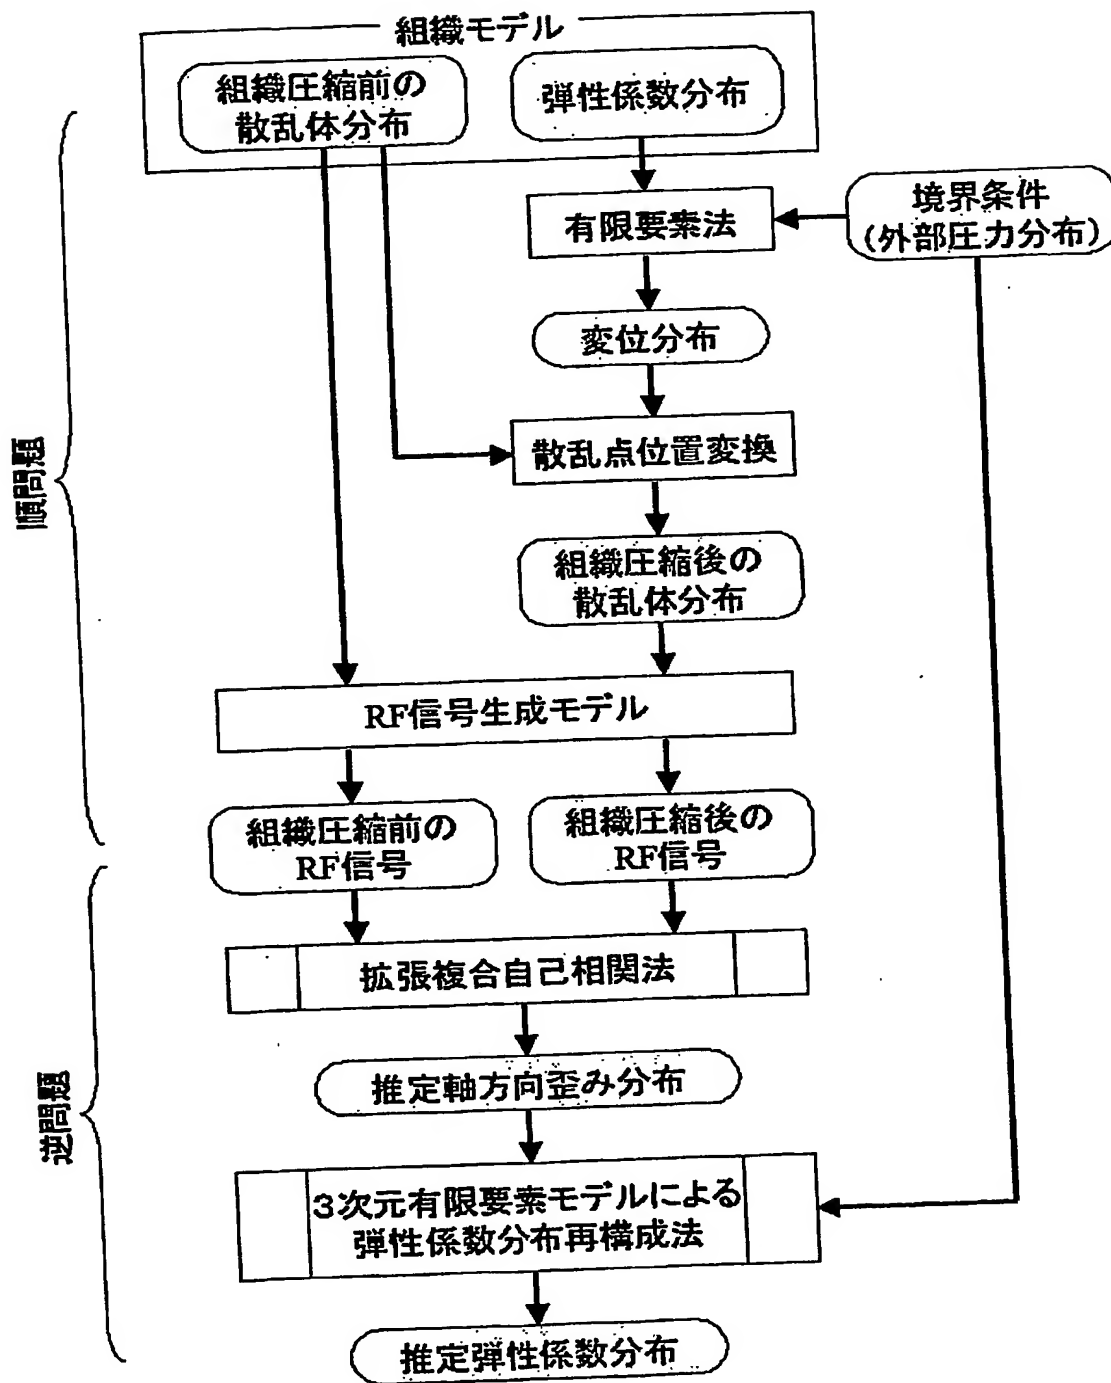 組織モデル
組織圧縮前の
散乱体分布
弾性係数分布
境界条件
(外部圧力分布)
有限要素法
変位分布
散乱点位置変換
順問題
組織圧縮後の
散乱体分布
RF信号生成モデル
組織圧縮前の
RF信号
組織圧縮後の
RF信号
拡張複合自己相関法
推定軸方向歪み分布
逆問題
3次元有限要素モデルによる
弾性係数分布再構成法
推定弾性係数分布